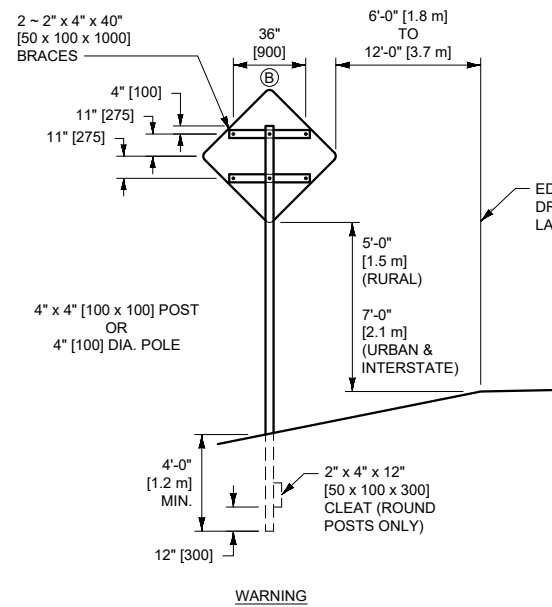 2 ~ 2" x 4" x 40"
[50 x 100 x 1000]
BRACES
36"
[900]
6'-0" [1.8 m]
TO
12'-0" [3.7 m]
B
4" [100]
11" [275]
11" [275]
5'-0"
[1.5 m]
(RURAL)
7'-0"
[2.1 m]
(URBAN &
INTERSTATE)
4" x 4" [100 x 100] POST
OR
4" [100] DIA. POLE
4'-0"
[1.2 m]
MIN.
2" x 4" x 12"
[50 x 100 x 300]
CLEAT (ROUND
POSTS ONLY)
12" [300]
WARNING